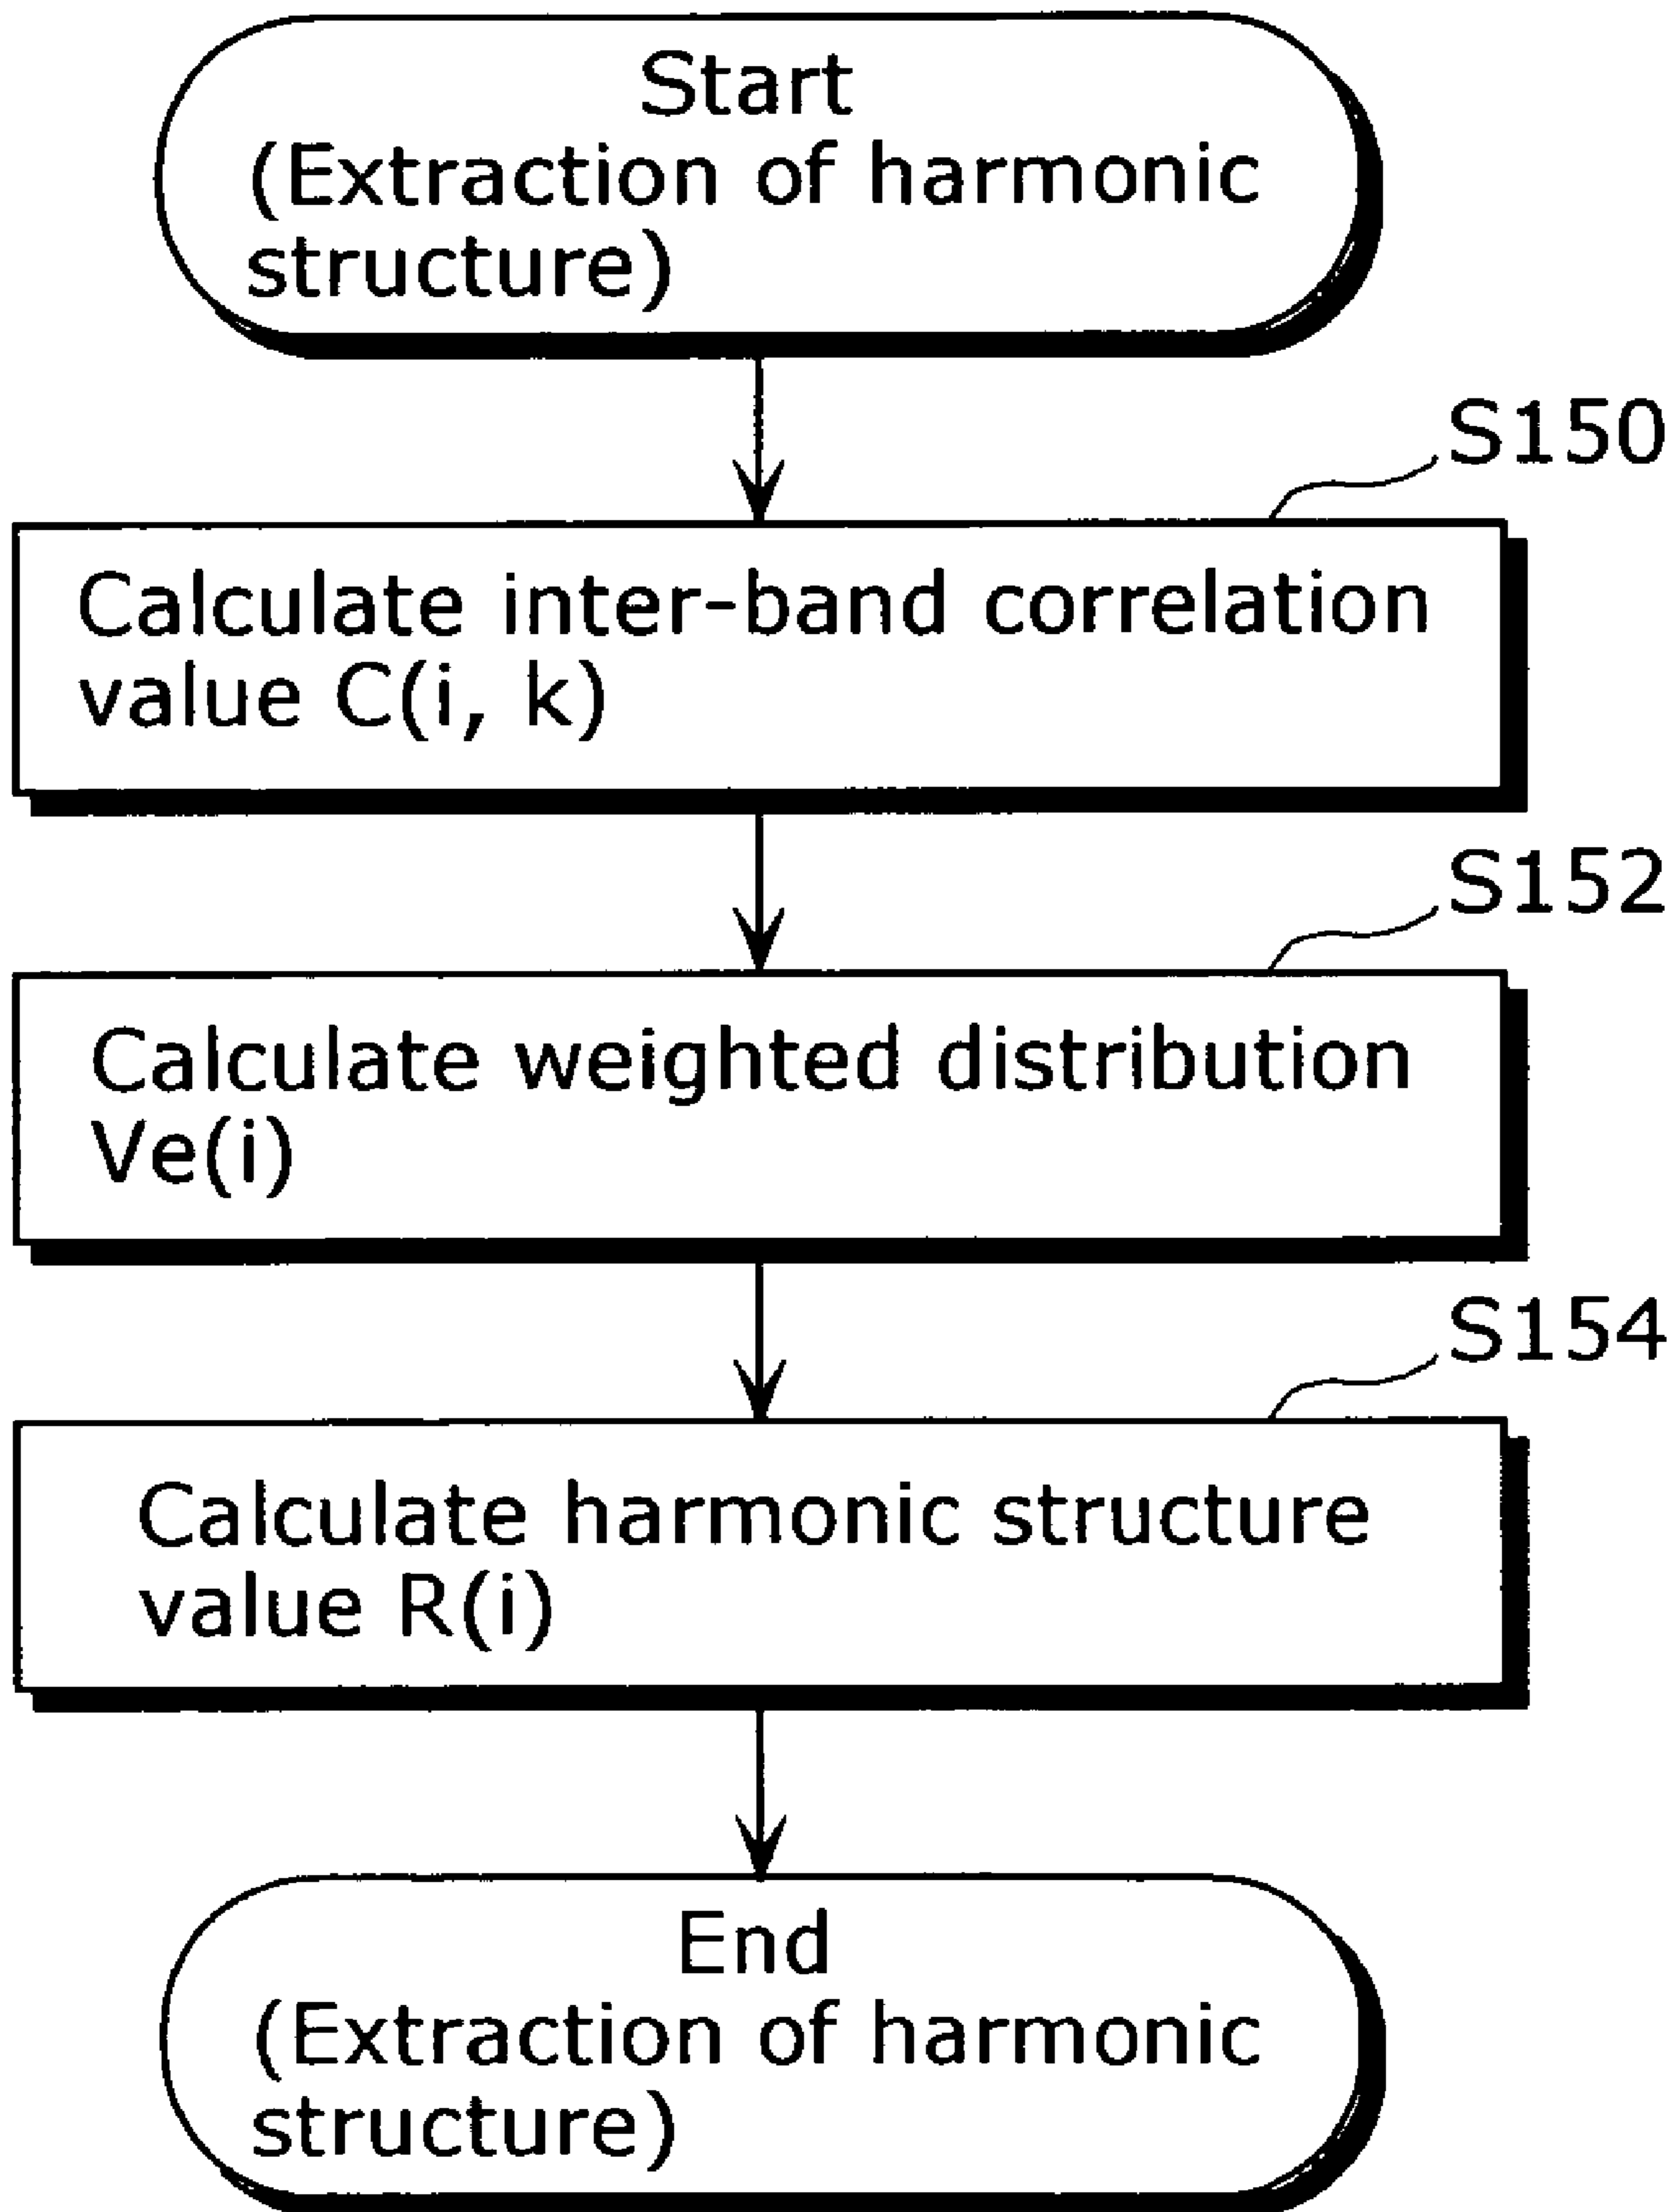 Start
(Extraction of harmonic
structure)
S150
Calculate inter-band correlation
value C(i, k)
S152
Calculate weighted distribution
Ve(i)
S154
Calculate harmonic structure
value R(i)
End
(Extraction of harmonic
structure)